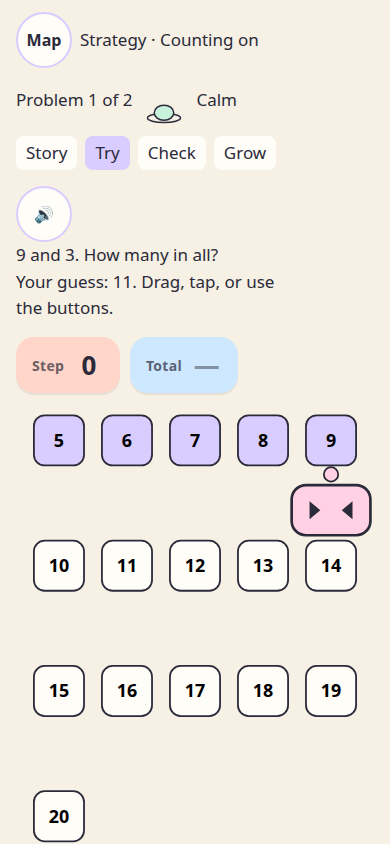 Map Strategy · Counting on
Problem 1 of 2 Calm
Story Try Check Grow
9 and 3. How many in all?
Your guess: 11. Drag, tap, or use
the buttons.
Step 0 Total —
5 6 7 8 9
10 11 12 13 14
15 16 17 18 19
20